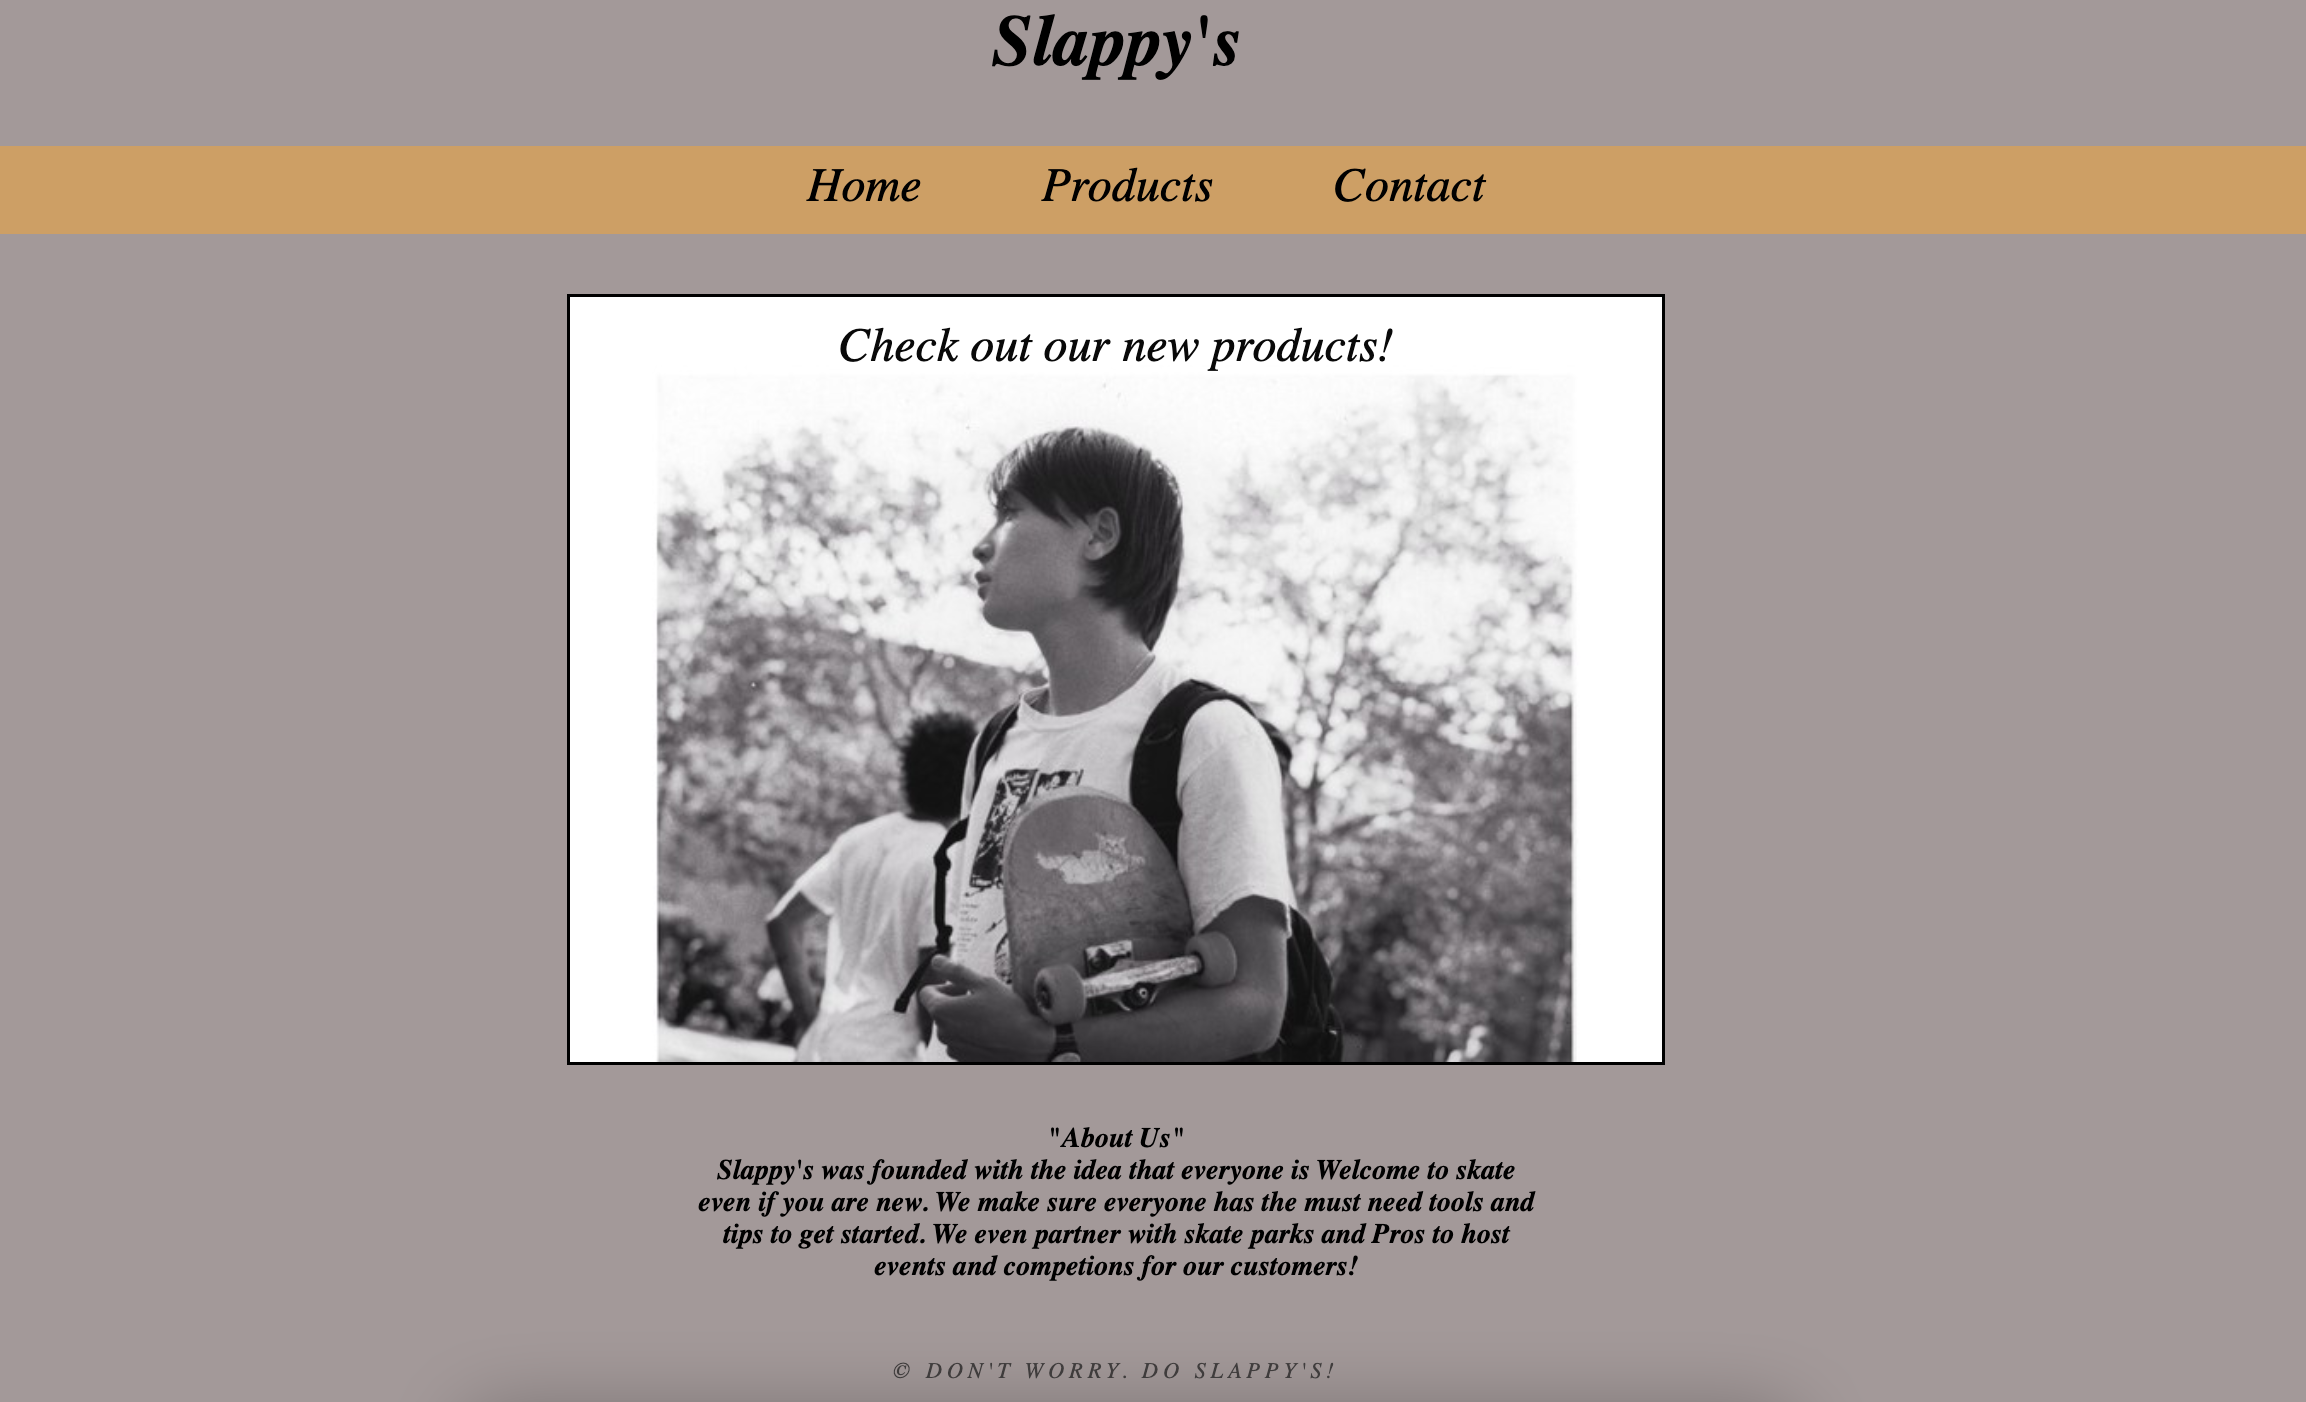 Slappy's
Home Products Contact
Check out our new products!
"About Us"
Slappy's was founded with the idea that everyone is Welcome to skate
even if you are new. We make sure everyone has the must need tools and
tips to get started. We even partner with skate parks and Pros to host
events and competions for our customers!
© DON'T WORRY. DO SLAPPY'S!